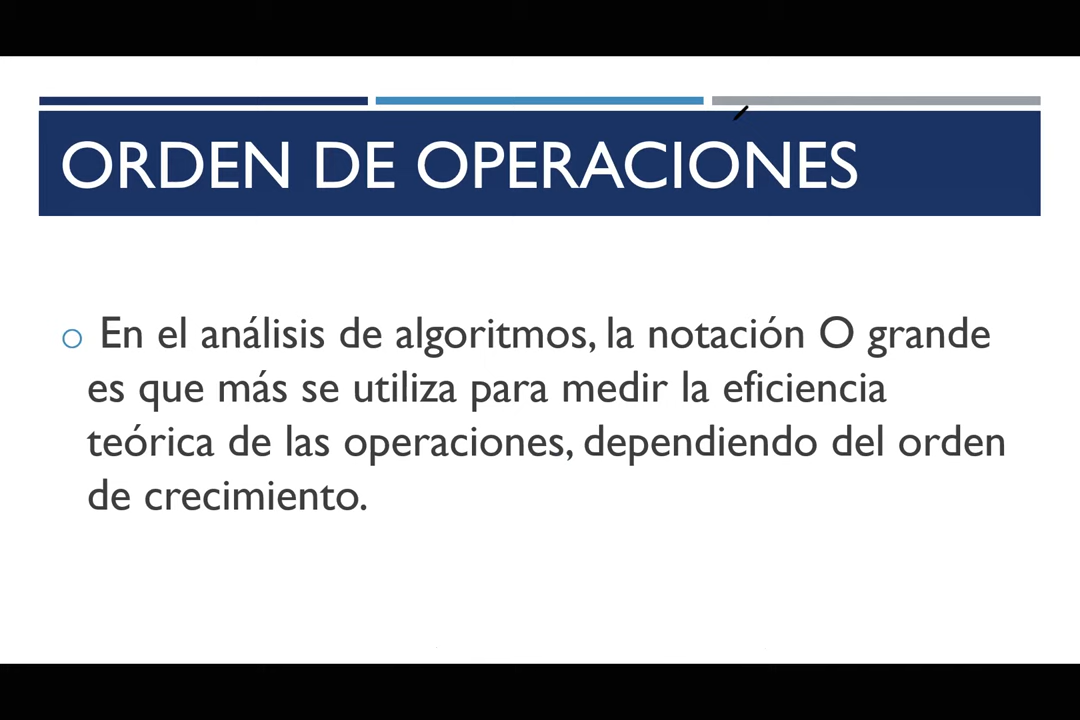 ORDEN DE OPERACIONES
En el análisis de algoritmos, la notación O grande
es que más se utiliza para medir la eficiencia
teórica de las operaciones, dependiendo del orden
de crecimiento.